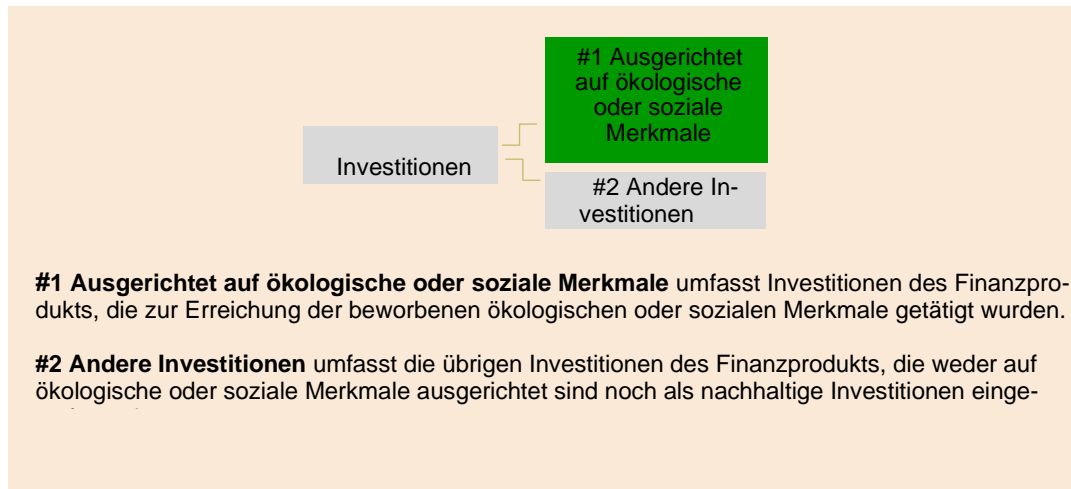 #1 Ausgerichtet
auf ökologische
oder soziale
Merkmale
Investitionen
#2 Andere In-
vestitionen
#1 Ausgerichtet auf ökologische oder soziale Merkmale umfasst Investitionen des Finanzpro-
dukts, die zur Erreichung der beworbenen ökologischen oder sozialen Merkmale getätigt wurden.
#2 Andere Investitionen umfasst die übrigen Investitionen des Finanzprodukts, die weder auf
ökologische oder soziale Merkmale ausgerichtet sind noch als nachhaltige Investitionen einge-